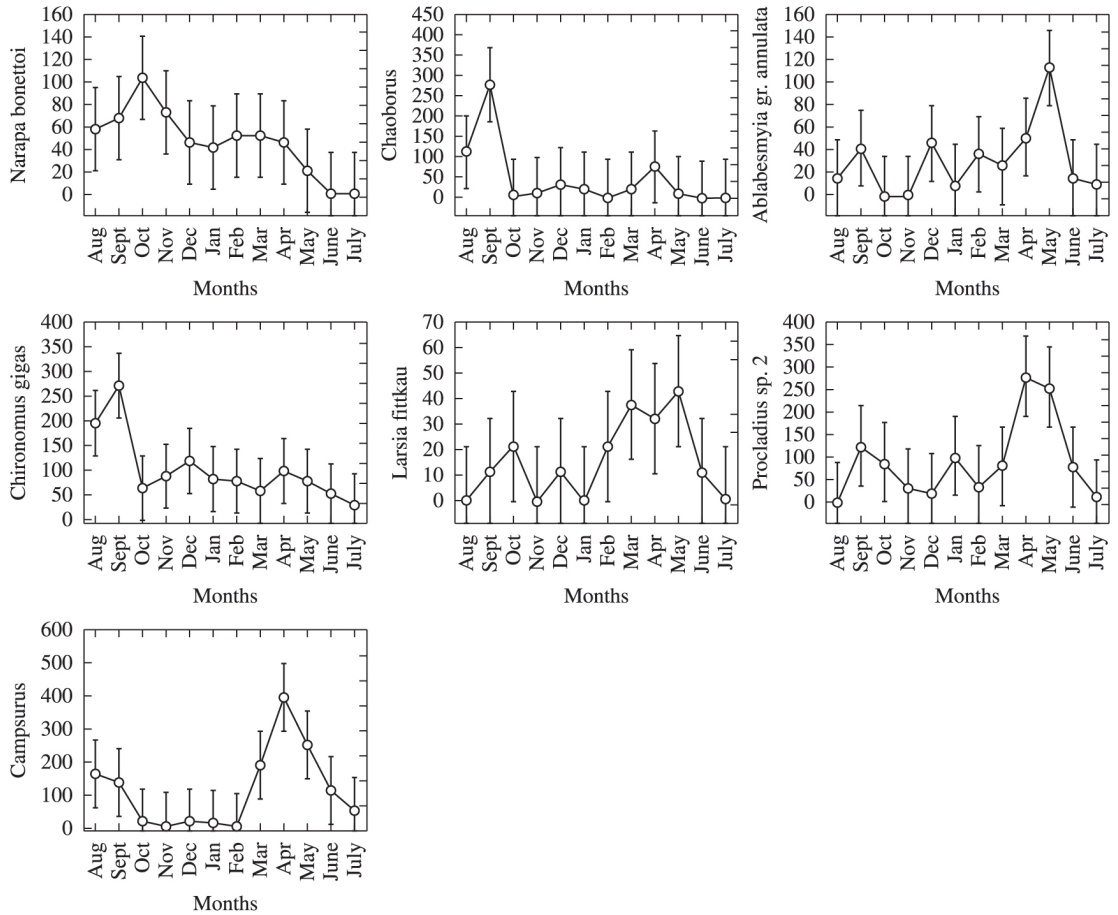 Narapa bonettoi
160
140
120
100
80
60
40
20
0
Aug Sept Oct Nov Dec Jan Feb Mar Apr May June July
Months
Chaoborus
450
400
350
300
250
200
150
100
50
0
Aug Sept Oct Nov Dec Jan Feb Mar Apr May June July
Months
Ablabesmyia gr. annulata
160
140
120
100
80
60
40
20
0
Aug Sept Oct Nov Dec Jan Feb Mar Apr May June July
Months
Chironomus gigas
400
350
300
250
200
150
100
50
0
Aug Sept Oct Nov Dec Jan Feb Mar Apr May June July
Months
Larsia fittkau
70
60
50
40
30
20
10
0
Aug Sept Oct Nov Dec Jan Feb Mar Apr May June July
Months
Procladius sp. 2
400
350
300
250
200
150
100
50
0
Aug Sept Oct Nov Dec Jan Feb Mar Apr May June July
Months
Campsurus
600
500
400
300
200
100
0
Aug Sept Oct Nov Dec Jan Feb Mar Apr May June July
Months